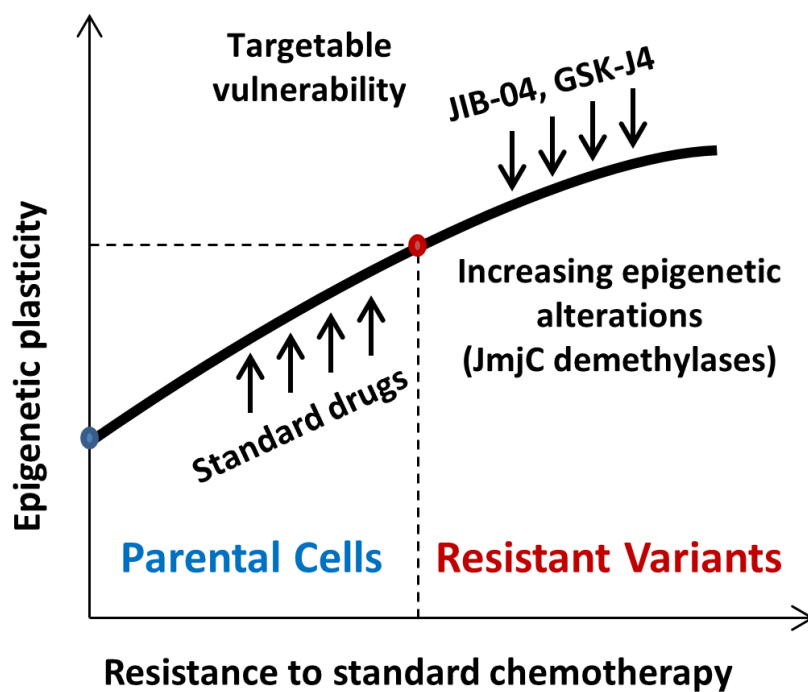 Targetable
vulnerability
JIB-04, GSK-J4
Epigenetic plasticity
Increasing epigenetic
alterations
(JmjC demethylases)
Standard drugs
Parental Cells
Resistant Variants
Resistance to standard chemotherapy